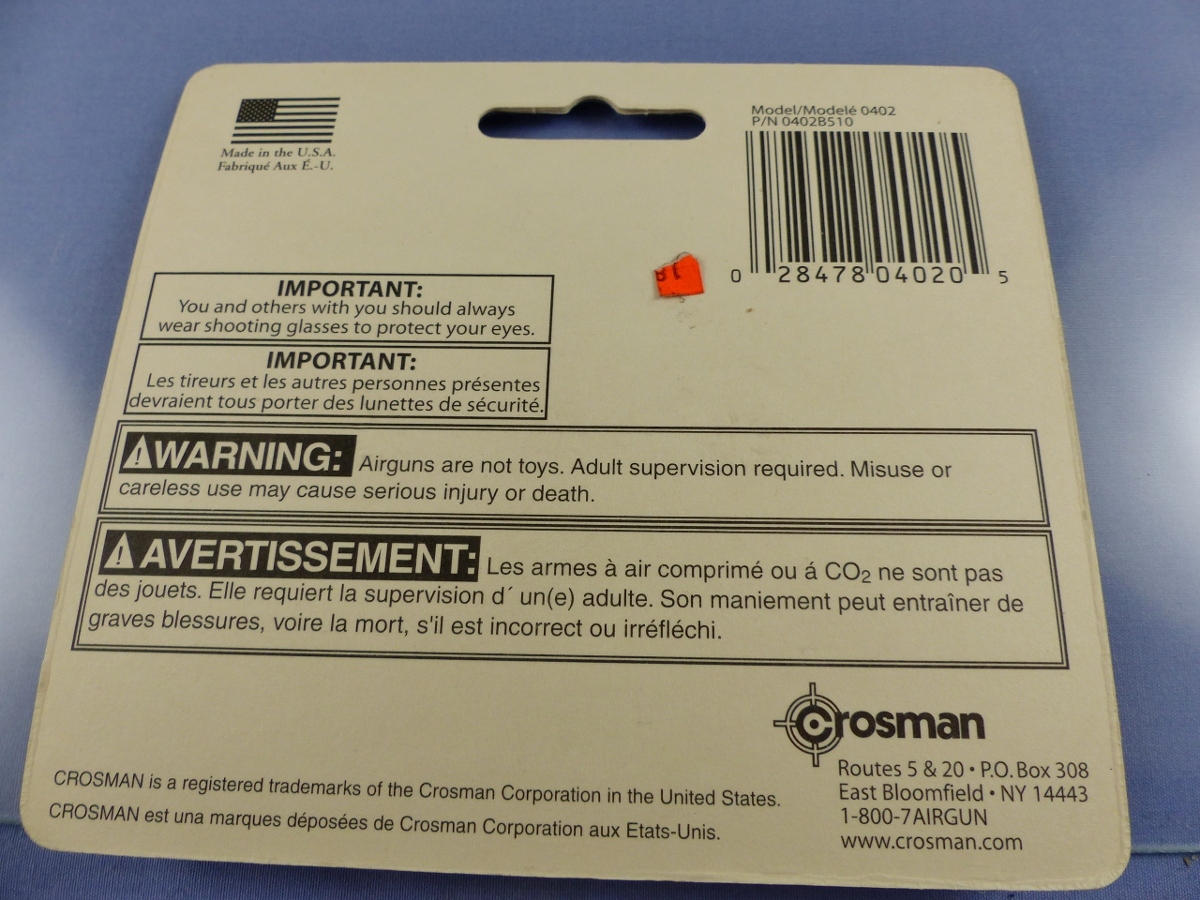 Made in the U.S.A.
Fabriqué Aux É.-U.
Model/Modelé 0402
P/N 0402B510
0 28478 04020 5
IMPORTANT:
You and others with you should always
wear shooting glasses to protect your eyes.
IMPORTANT:
Les tireurs et les autres personnes présentes
devraient tous porter des lunettes de sécurité.
WARNING: Airguns are not toys. Adult supervision required. Misuse or
careless use may cause serious injury or death.
AVERTISSEMENT: Les armes à air comprimé ou á CO2 ne sont pas
des jouets. Elle requiert la supervision d´ un(e) adulte. Son maniement peut entraîner de
graves blessures, voire la mort, s'il est incorrect ou irréfléchi.
crosman
Routes 5 & 20 • P.O. Box 308
East Bloomfield • NY 14443
1-800-7AIRGUN
www.crosman.com
CROSMAN is a registered trademarks of the Crosman Corporation in the United States.
CROSMAN est una marques déposées de Crosman Corporation aux Etats-Unis.